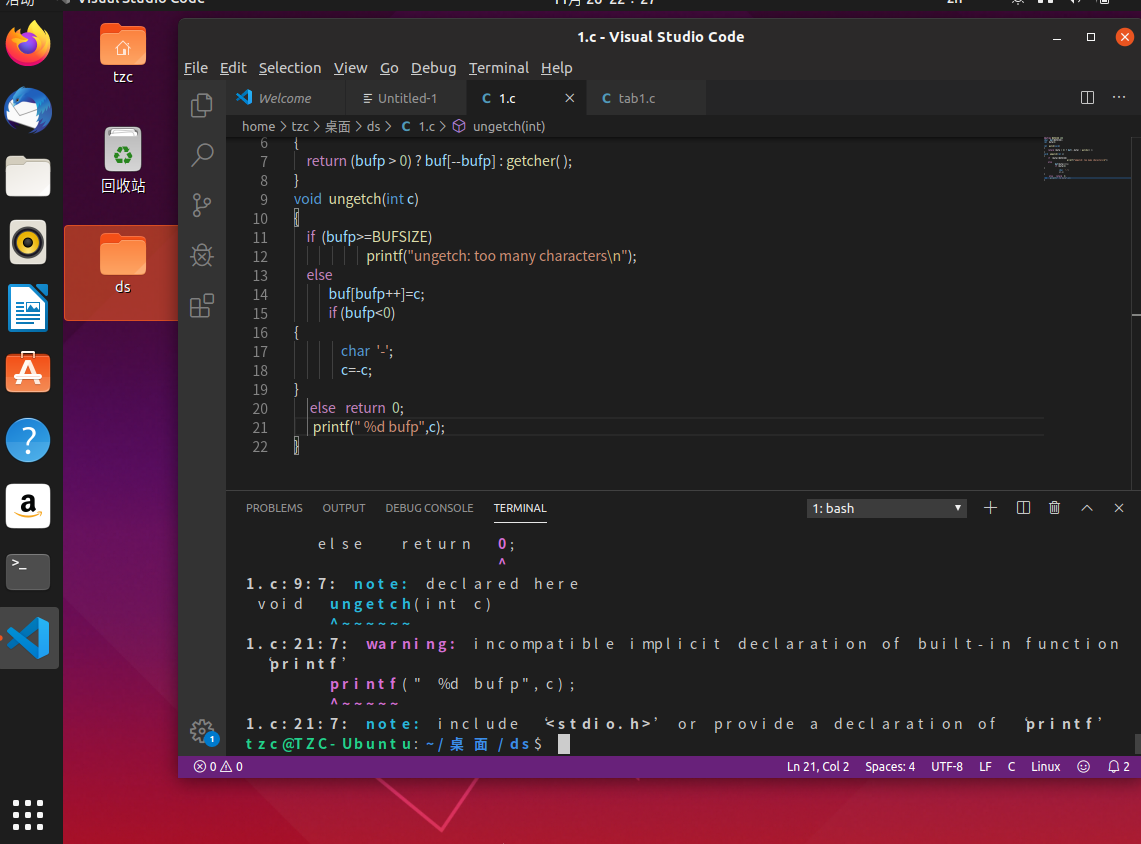 活动
Visual Studio Code
11月 26 22：27
zh
tzc
回收站
ds
1.c - Visual Studio Code
File Edit Selection View Go Debug Terminal Help
Welcome
Untitled-1
C 1.c
C tab1.c
home > tzc > 桌面 > ds > C 1.c > ungetch(int)
6 {
7 return (bufp > 0) ? buf[--bufp] : getcher( );
8 }
9 void ungetch(int c)
10 {
11 if (bufp>=BUFSIZE)
12 printf("ungetch: too many characters\n");
13 else
14 buf[bufp++]=c;
15 if (bufp<0)
16 {
17 char '-';
18 c=-c;
19 }
20 else return 0;
21 printf(" %d bufp",c);
22 }
PROBLEMS OUTPUT DEBUG CONSOLE TERMINAL
1: bash
else return 0;
^
1.c:9:7: note: declared here
void ungetch(int c)
^~~~~~~
1.c:21:7: warning: incompatible implicit declaration of built-in function
‘printf’
printf(" %d bufp",c);
^~~~~~
1.c:21:7: note: include ‘<stdio.h>’ or provide a declaration of ‘printf’
tzc@TZC-Ubuntu:~/桌面/ds$
1
0 0
Ln 21, Col 2 Spaces: 4 UTF-8 LF C Linux 2